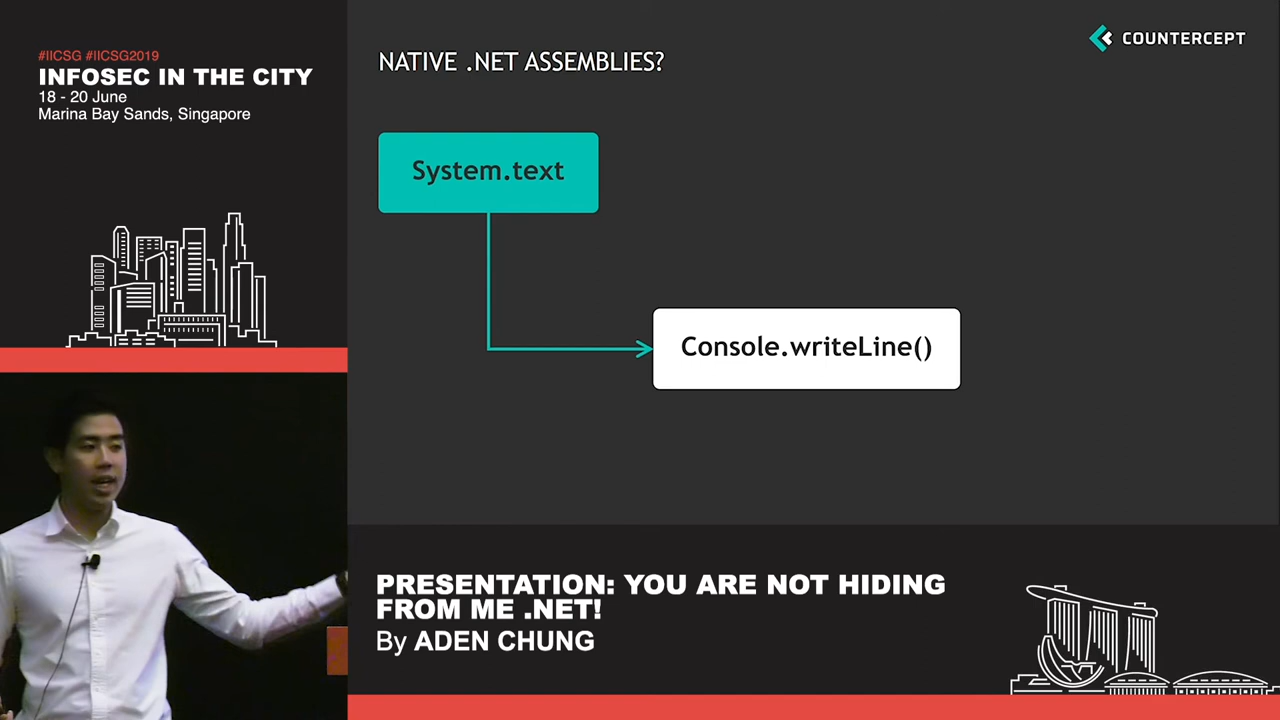 #IICSG #IICSG2019
INFOSEC IN THE CITY
18 - 20 June
Marina Bay Sands, Singapore
COUNTERCEPT
NATIVE .NET ASSEMBLIES?
System.text
Console.writeLine()
PRESENTATION: YOU ARE NOT HIDING
FROM ME .NET!
By ADEN CHUNG